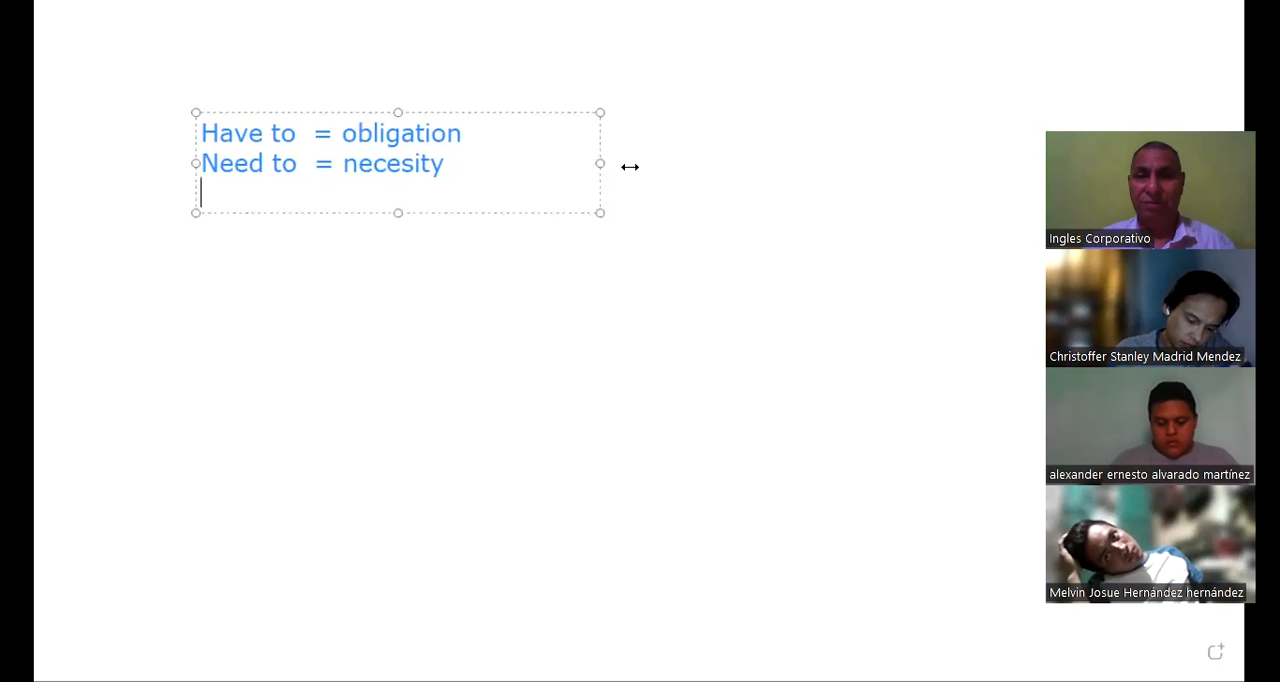 Have to = obligation
Need to = necesity
Ingles Corporativo
Christoffer Stanley Madrid Mendez
alexander ernesto alvarado martínez
Melvin Josue Hernández hernández